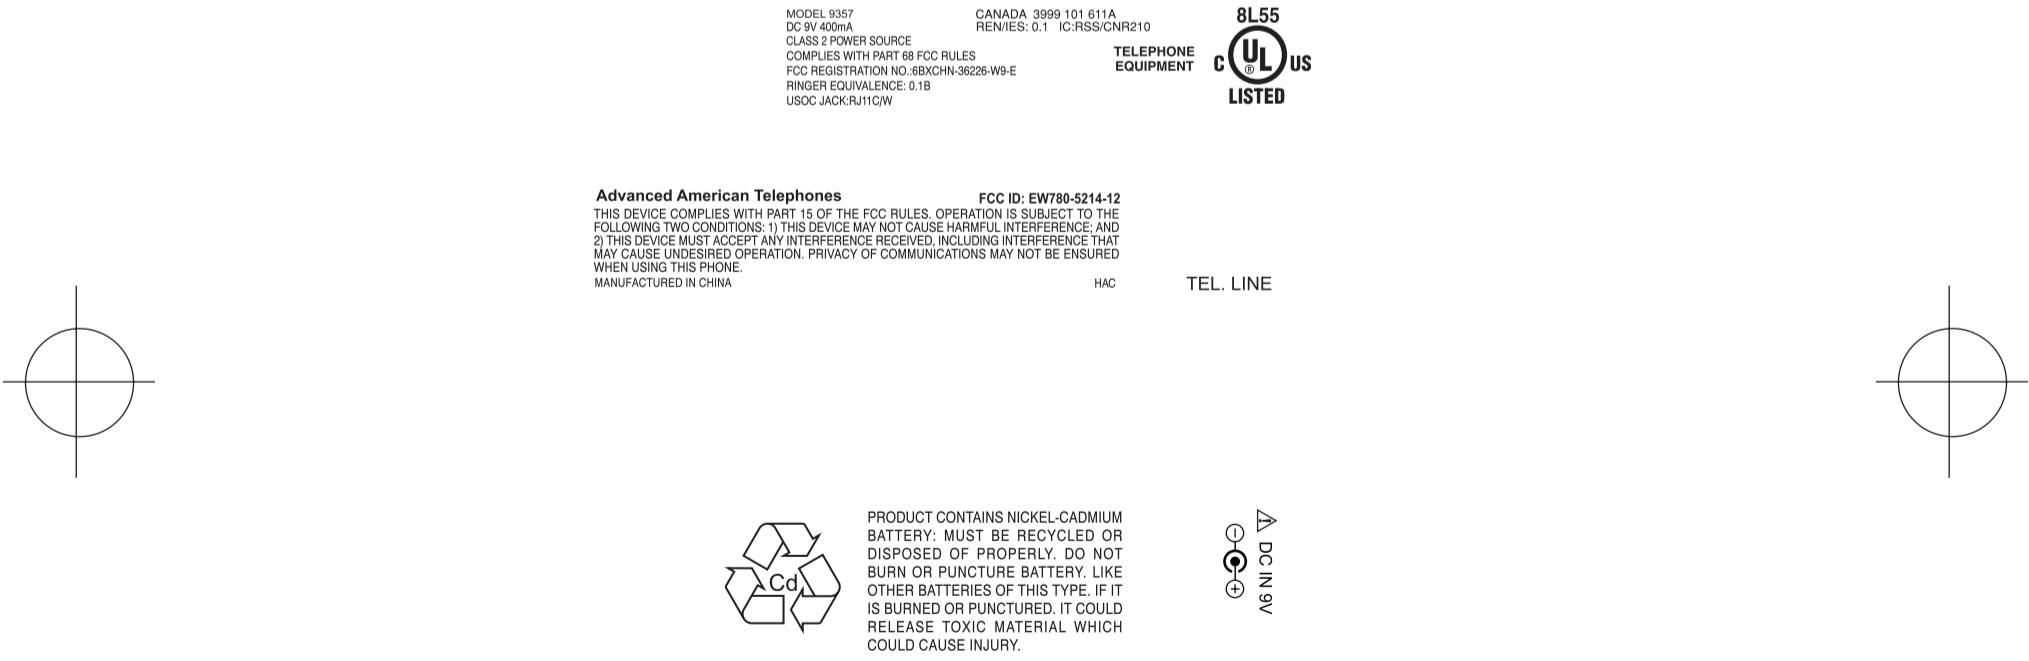 MODEL 9357
DC 9V 400mA
CLASS 2 POWER SOURCE
COMPLIES WITH PART 68 FCC RULES
FCC REGISTRATION NO.:6BXCHN-36226-W9-E
RINGER EQUIVALENCE: 0.1B
USOC JACK:RJ11C/W
CANADA 3999 101 611A
REN/IES: 0.1 IC:RSS/CNR210
TELEPHONE
EQUIPMENT
8L55
C UL ® US
LISTED
Advanced American Telephones
FCC ID: EW780-5214-12
THIS DEVICE COMPLIES WITH PART 15 OF THE FCC RULES. OPERATION IS SUBJECT TO THE
FOLLOWING TWO CONDITIONS: 1) THIS DEVICE MAY NOT CAUSE HARMFUL INTERFERENCE; AND
2) THIS DEVICE MUST ACCEPT ANY INTERFERENCE RECEIVED, INCLUDING INTERFERENCE THAT
MAY CAUSE UNDESIRED OPERATION. PRIVACY OF COMMUNICATIONS MAY NOT BE ENSURED
WHEN USING THIS PHONE.
MANUFACTURED IN CHINA
HAC
TEL. LINE
Cd
PRODUCT CONTAINS NICKEL-CADMIUM
BATTERY: MUST BE RECYCLED OR
DISPOSED OF PROPERLY. DO NOT
BURN OR PUNCTURE BATTERY. LIKE
OTHER BATTERIES OF THIS TYPE. IF IT
IS BURNED OR PUNCTURED. IT COULD
RELEASE TOXIC MATERIAL WHICH
COULD CAUSE INJURY.
DC IN 9V